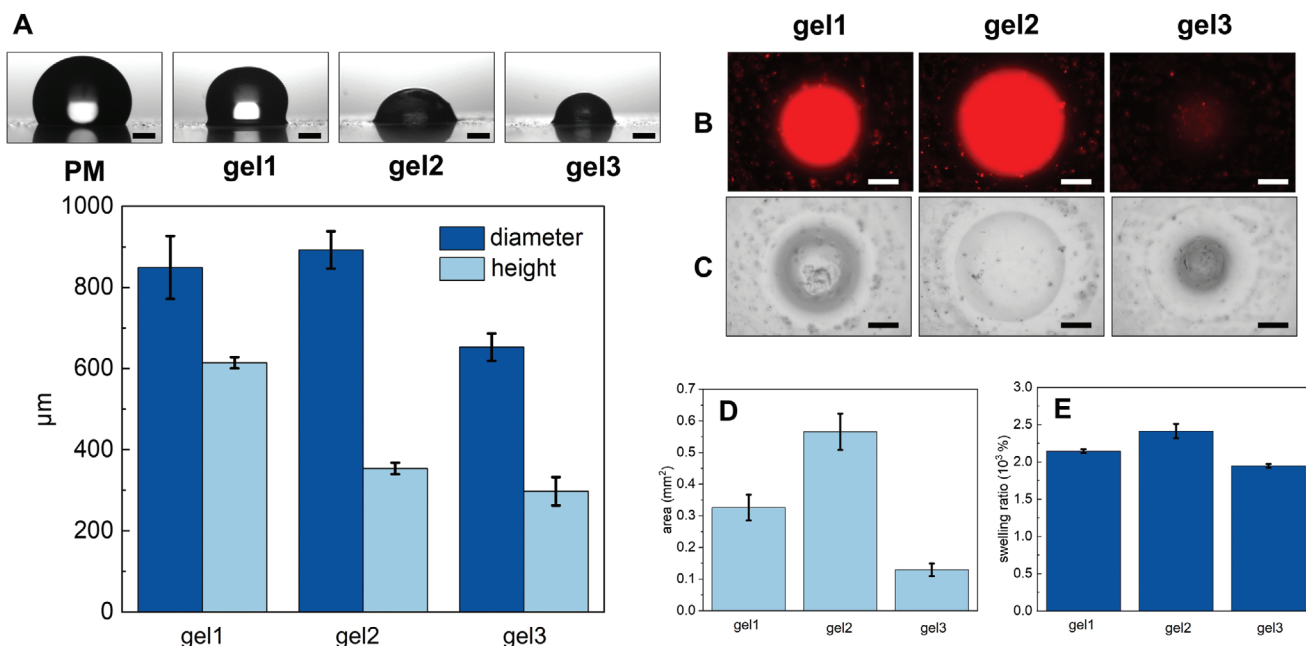 A
PM
gel1
gel2
gel3
1000
800
600
400
200
0
µm
diameter
height
gel1
gel2
gel3
gel1
gel2
gel3
B
C
D
0.7
0.6
0.5
0.4
0.3
0.2
0.1
0.0
area (mm²)
gel1
gel2
gel3
E
3.0
2.5
2.0
1.5
1.0
0.5
0.0
swelling ratio (10³ %)
gel1
gel2
gel3